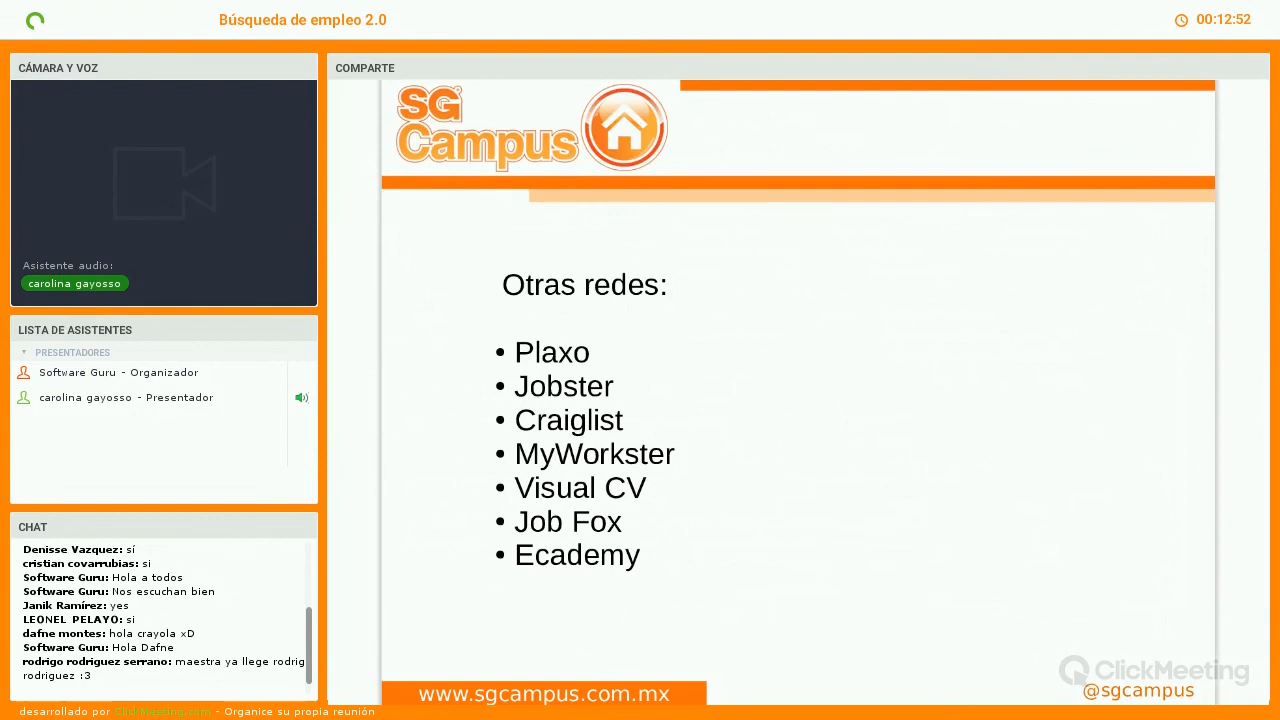 Búsqueda de empleo 2.0
00:12:52
CÁMARA Y VOZ
Asistente audio:
carolina gayosso
LISTA DE ASISTENTES
PRESENTADORES
Software Guru - Organizador
carolina gayosso - Presentador
CHAT
Denisse Vazquez: sí
cristian covarrubias: si
Software Guru: Hola a todos
Software Guru: Nos escuchan bien
Janik Ramírez: yes
LEONEL PELAYO: si
dafne montes: hola crayola xD
Software Guru: Hola Dafne
rodrigo rodriguez serrano: maestra ya llege rodrig
rodriguez :3
desarrollado por ClickMeeting.com - Organice su propia reunión
COMPARTE
SG
Campus
Otras redes:
• Plaxo
• Jobster
• Craiglist
• MyWorkster
• Visual CV
• Job Fox
• Ecademy
www.sgcampus.com.mx
ClickMeeting
@sgcampus